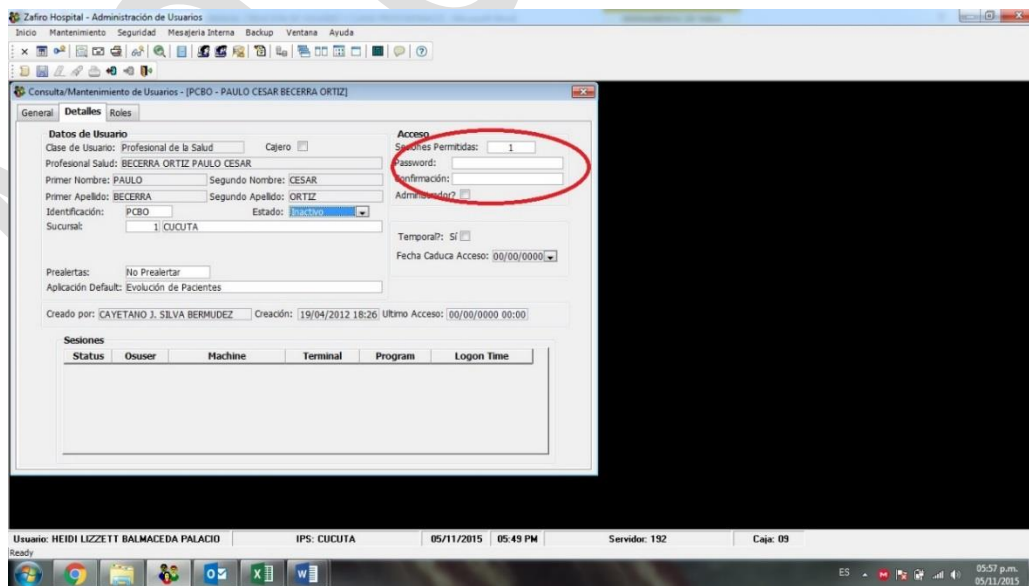 Zafiro Hospital - Administración de Usuarios
Inicio Mantenimiento Seguridad Mesajeria Interna Backup Ventana Ayuda
Consulta/Mantenimiento de Usuarios - [PCBO - PAULO CESAR BECERRA ORTIZ]
General Detalles Roles
Datos de Usuario
Clase de Usuario: Profesional de la Salud Cajero
Profesional Salud: BECERRA ORTIZ PAULO CESAR
Primer Nombre: PAULO Segundo Nombre: CESAR
Primer Apelido: BECERRA Segundo Apelido: ORTIZ
Identificación: PCBO Estado: Inactivo
Sucursal: 1 CUCUTA
Prealertas: No Prealertar
Aplicación Default: Evolución de Pacientes
Acceso
Sesiones Permitidas: 1
Password:
Confirmación:
Administrador?
Temporal?: Sí
Fecha Caduca Acceso: 00/00/0000
Creado por: CAYETANO J. SILVA BERMUDEZ Creación: 19/04/2012 18:26 Ultimo Acceso: 00/00/0000 00:00
Sesiones
Status Osuser Machine Terminal Program Logon Time
Usuario: HEIDI LIZZETT BALMACEDA PALACIO IPS: CUCUTA 05/11/2015 05:49 PM Servidor: 192 Caja: 09
Ready
ES 05:57 p.m.
05/11/2015